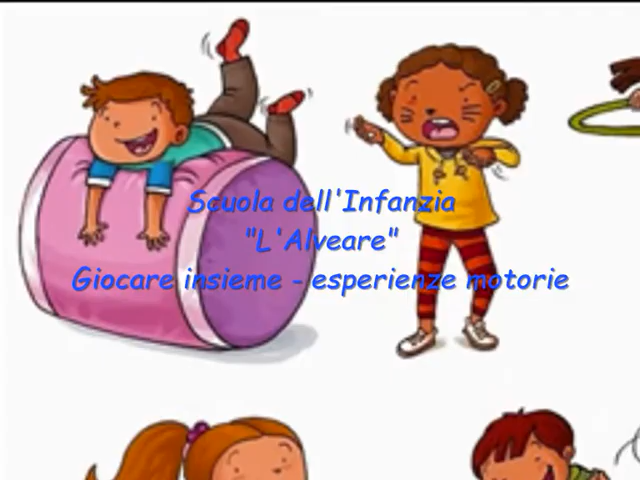 Scuola dell'Infanzia
"L'Alveare"
Giocare insieme - esperienze motorie